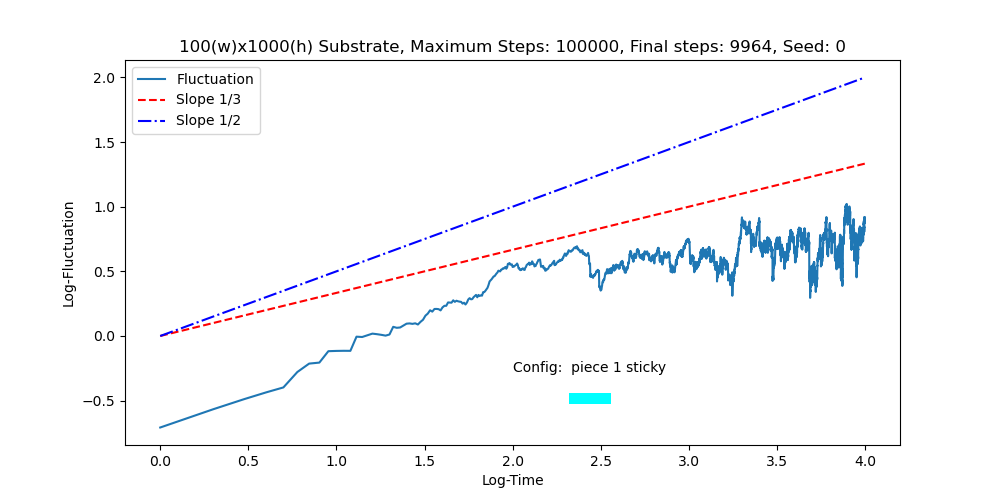 100(w)x1000(h) Substrate, Maximum Steps: 100000, Final steps: 9964, Seed: 0
Fluctuation
Slope 1/3
Slope 1/2
Log-Fluctuation
2.0
1.5
1.0
0.5
0.0
−0.5
Config:  piece 1 sticky
0.0 0.5 1.0 1.5 2.0 2.5 3.0 3.5 4.0
Log-Time